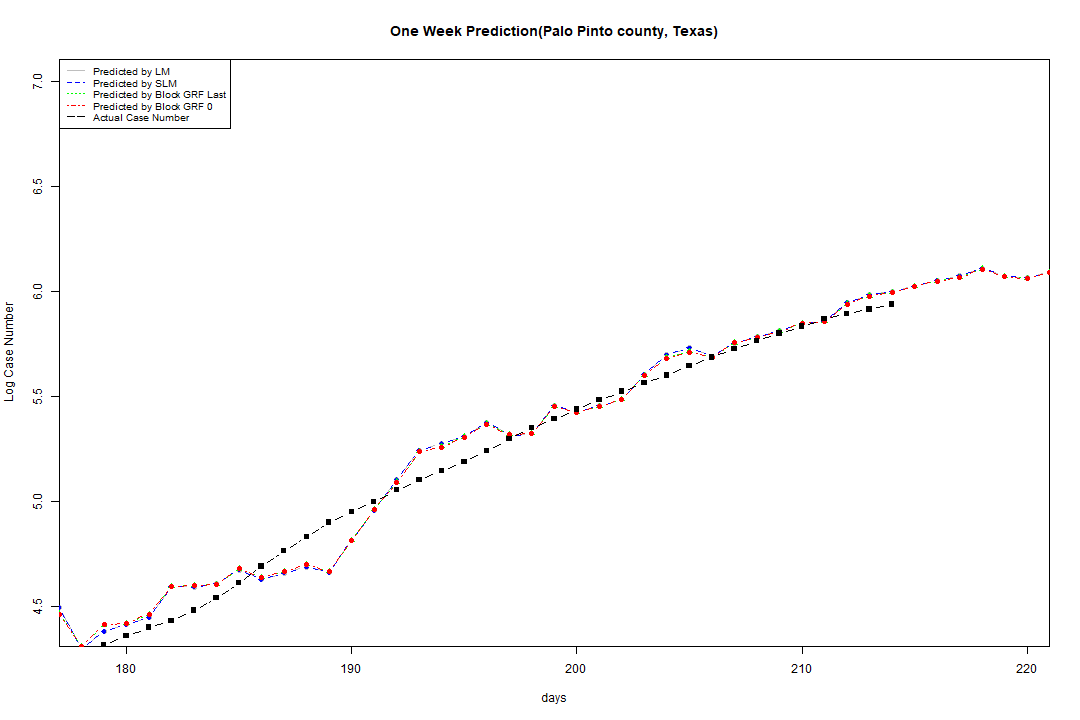 One Week Prediction(Palo Pinto county, Texas)
Predicted by LM
Predicted by SLM
Predicted by Block GRF Last
Predicted by Block GRF 0
Actual Case Number
7.0
6.5
6.0
5.5
5.0
4.5
Log Case Number
180
190
200
210
220
days